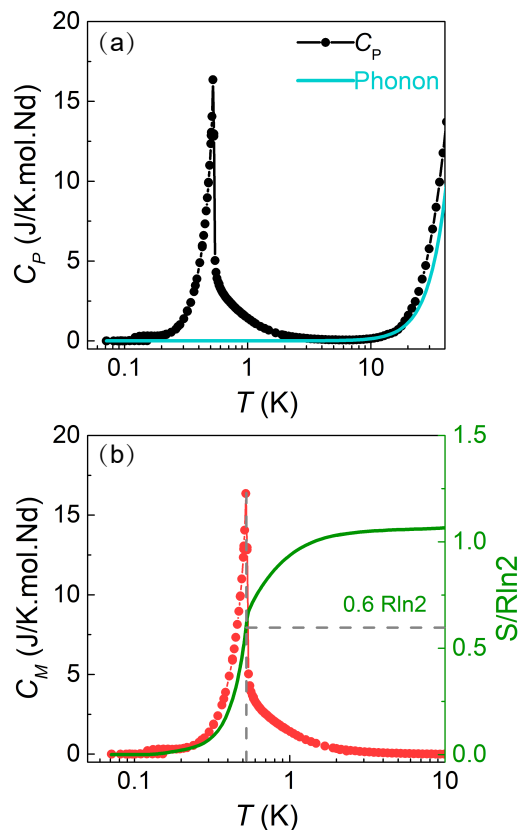 (a)
C_P
Phonon
20
15
10
5
0
C_P (J/K.mol.Nd)
0.1 1 10
T (K)
(b)
20
15
10
5
0
C_M (J/K.mol.Nd)
0.6 Rln2
1.5
1.0
0.5
0.0
S/Rln2
0.1 1 10
T (K)